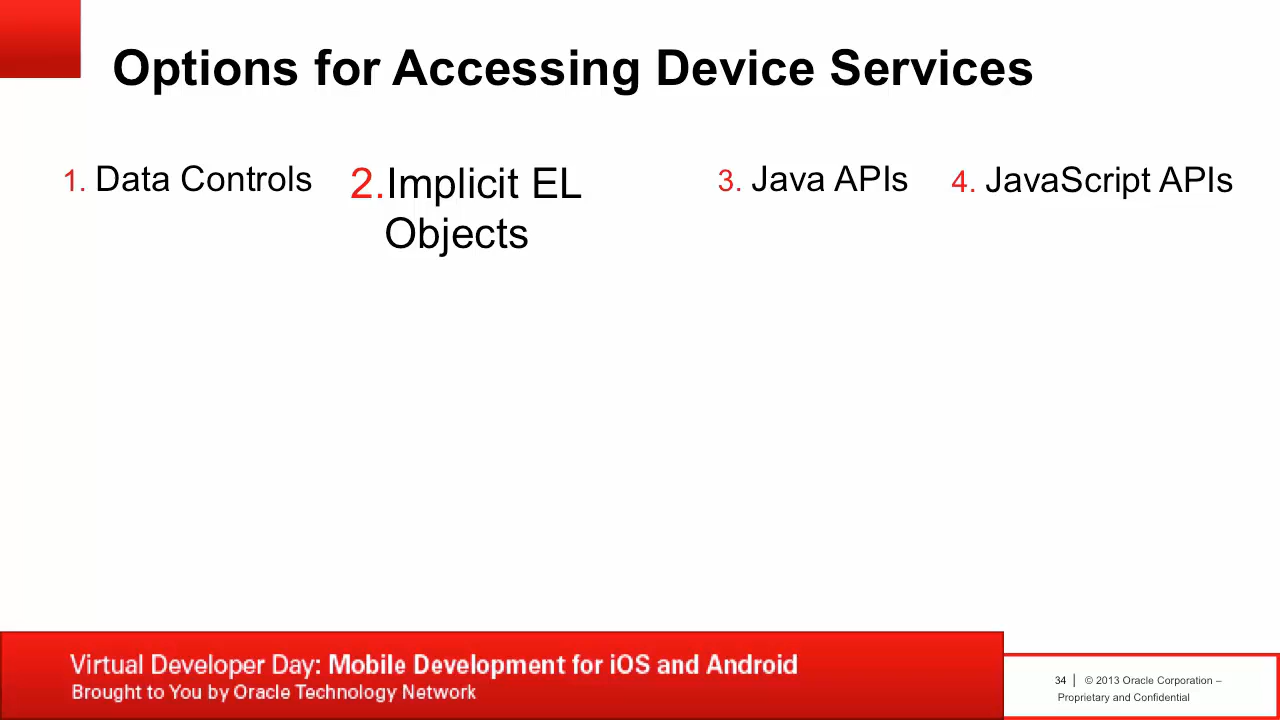 Options for Accessing Device Services
1. Data Controls
2.Implicit EL
Objects
3. Java APIs
4. JavaScript APIs
Virtual Developer Day: Mobile Development for iOS and Android
Brought to You by Oracle Technology Network
34 | © 2013 Oracle Corporation –
Proprietary and Confidential